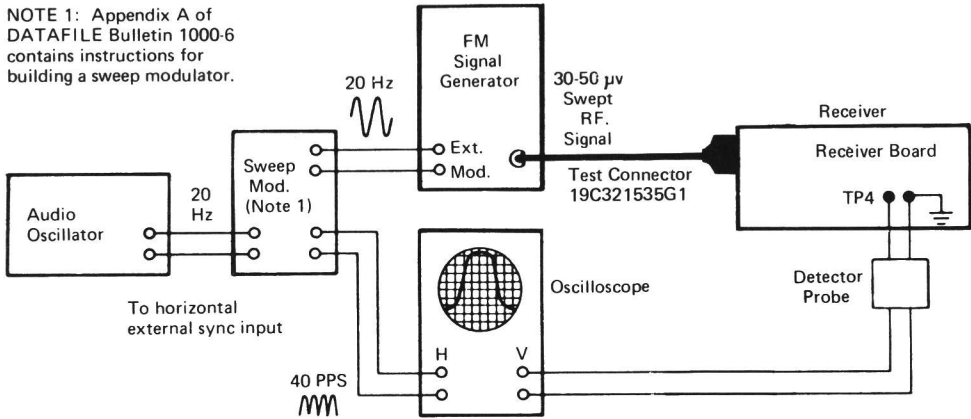 NOTE 1: Appendix A of
DATAFILE Bulletin 1000-6
contains instructions for
building a sweep modulator.
20 Hz
FM
Signal
Generator
Ext.
Mod.
30-50 µv
Swept
RF.
Signal
Test Connector
19C321535G1
Receiver
Receiver Board
TP4
Audio
Oscillator
20
Hz
Sweep
Mod.
(Note 1)
To horizontal
external sync input
40 PPS
H
V
Oscilloscope
Detector
Probe